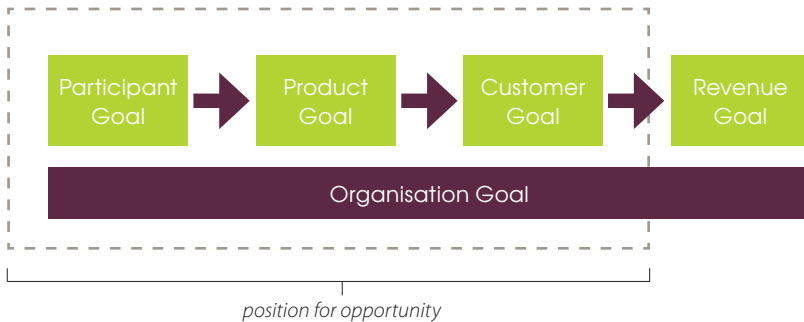 Participant
Goal
Product
Goal
Customer
Goal
Revenue
Goal
Organisation Goal
position for opportunity